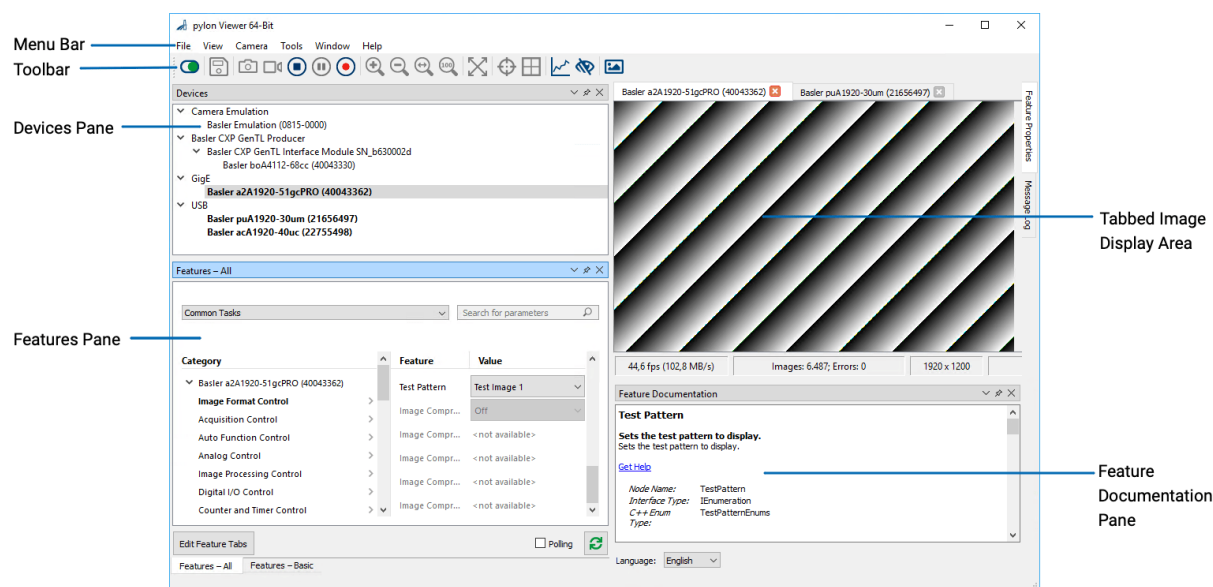 pylon Viewer 64-Bit
Menu Bar
File View Camera Tools Window Help
Toolbar
100
Devices
Camera Emulation
Basler Emulation (0815-0000)
Devices Pane
Basler CXP GenTL Producer
Basler CXP GenTL Interface Module SN_b630002d
Basler boA4112-68cc (40043330)
GigE
Basler a2A1920-51gcPRO (40043362)
USB
Basler puA1920-30um (21656497)
Basler acA1920-40uc (22755498)
Basler a2A1920-51gcPRO (40043362) Basler puA1920-30um (21656497)
Feature Properties
Message Log
Tabbed Image
Display Area
Features – All
Common Tasks
Search for parameters
Features Pane
Category Feature Value
Basler a2A1920-51gcPRO (40043362)
Test Pattern Test Image 1
Image Format Control
Image Compr... Off
Acquisition Control
Auto Function Control
Image Compr... <not available>
Analog Control
Image Compr... <not available>
Image Processing Control
Image Compr... <not available>
Digital I/O Control
Image Compr... <not available>
Counter and Timer Control
44,6 fps (102,8 MB/s) Images: 6.487; Errors: 0 1920 x 1200
Feature Documentation
Test Pattern
Sets the test pattern to display.
Sets the test pattern to display.
Get Help
Node Name: TestPattern
Interface Type: IEnumeration
C++ Enum TestPatternEnums
Type:
Feature
Documentation
Pane
Edit Feature Tabs
Polling
Features – All Features – Basic
Language: English